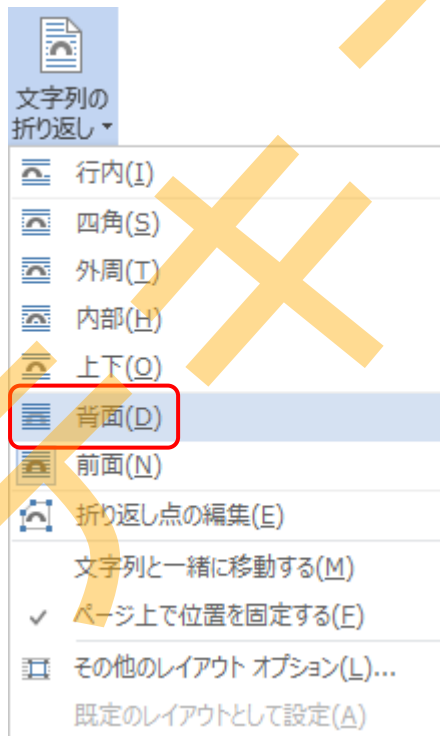 文字列の
折り返し
行内(I)
四角(S)
外周(T)
内部(H)
上下(O)
背面(D)
前面(N)
折り返し点の編集(E)
文字列と一緒に移動する(M)
ページ上で位置を固定する(F)
その他のレイアウト オプション(L)...
既定のレイアウトとして設定(A)